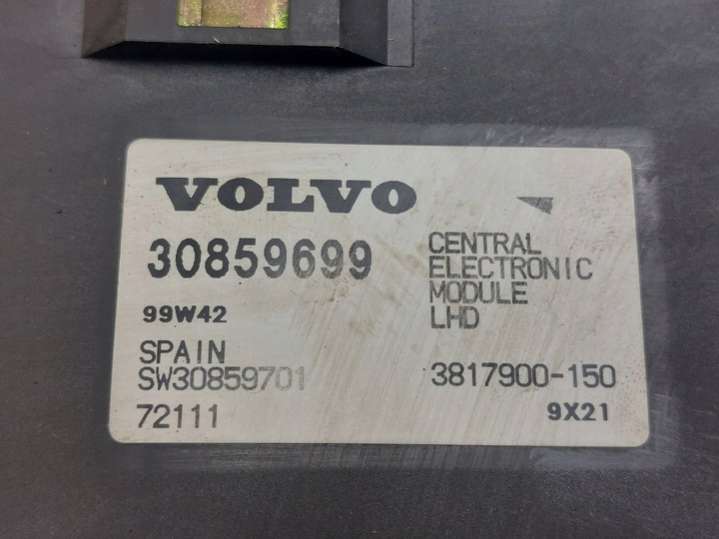 VOLVO
30859699
CENTRAL
ELECTRONIC
MODULE
LHD
99W42
SPAIN
SW30859701
3817900-150
72111
9X21